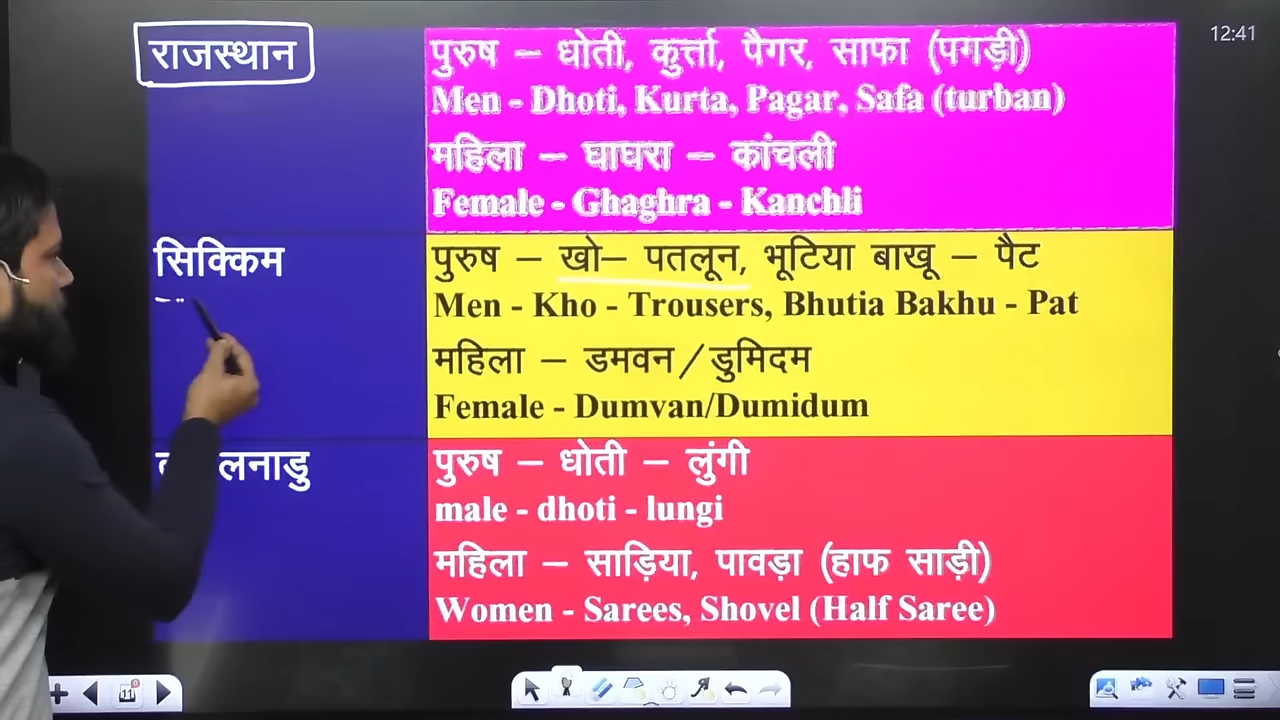 राजस्थान
पुरुष – धोती, कुर्त्ता, पैगर, साफा (पगड़ी)
Men - Dhoti, Kurta, Pagar, Safa (turban)
महिला – घाघरा – कांचली
Female - Ghaghra - Kanchli
12:41
सिक्किम
पुरुष – खो– पतलून, भूटिया बाखू – पैट
Men - Kho - Trousers, Bhutia Bakhu - Pat
महिला – डमवन/डुमिदम
Female - Dumvan/Dumidum
पुरुष – धोती – लुंगी
male - dhoti - lungi
महिला – साड़िया, पावड़ा (हाफ साड़ी)
Women - Sarees, Shovel (Half Saree)
11